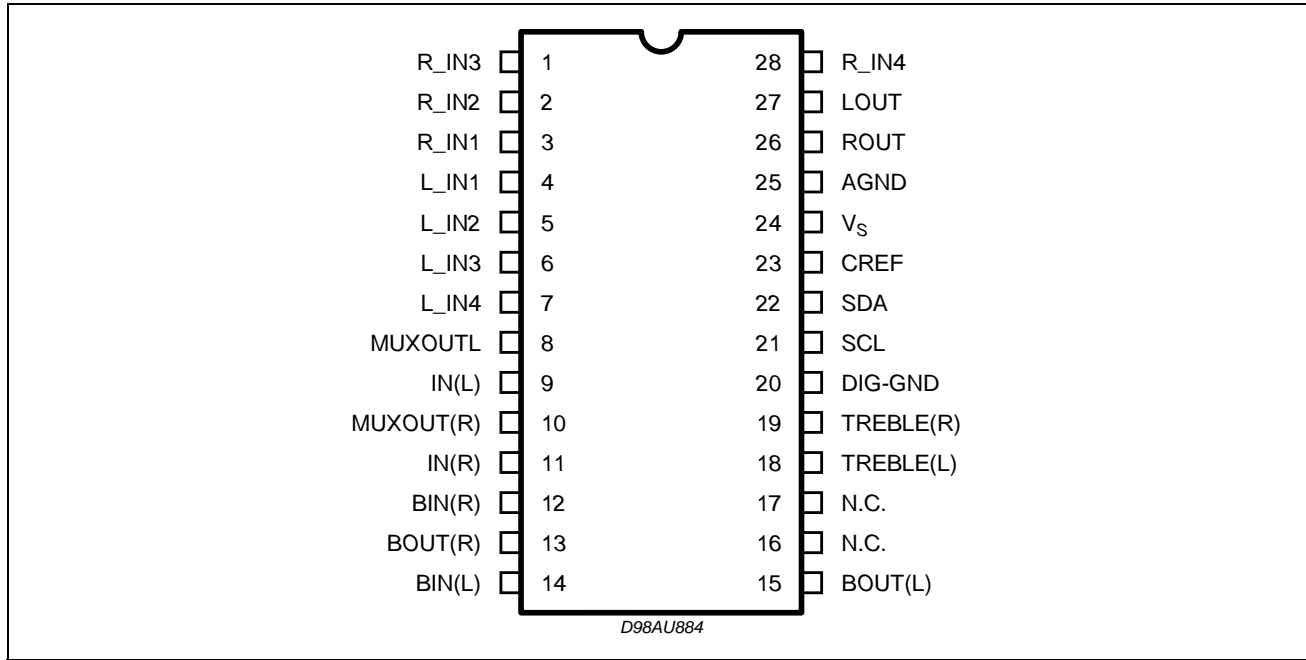 R_IN3 1 28 R_IN4
R_IN2 2 27 LOUT
R_IN1 3 26 ROUT
L_IN1 4 25 AGND
L_IN2 5 24 VS
L_IN3 6 23 CREF
L_IN4 7 22 SDA
MUXOUTL 8 21 SCL
IN(L) 9 20 DIG-GND
MUXOUT(R) 10 19 TREBLE(R)
IN(R) 11 18 TREBLE(L)
BIN(R) 12 17 N.C.
BOUT(R) 13 16 N.C.
BIN(L) 14 15 BOUT(L)
D98AU884